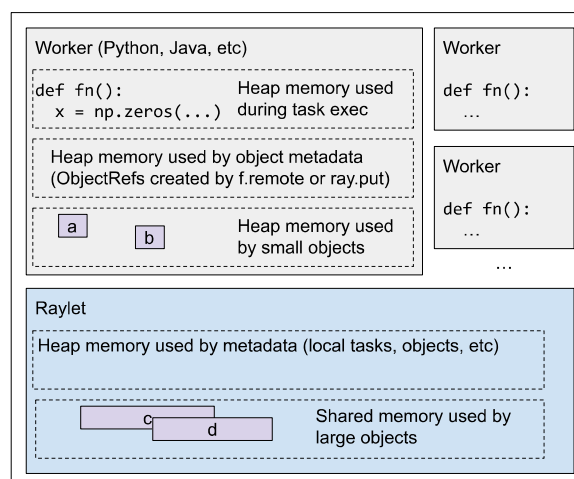 Worker (Python, Java, etc)
def fn():
x = np.zeros(...)
Heap memory used
during task exec
Heap memory used by object metadata
(ObjectRefs created by f.remote or ray.put)
a
b
Heap memory used
by small objects
Worker
def fn():
...
Worker
def fn():
...
...
Raylet
Heap memory used by metadata (local tasks, objects, etc)
c
d
Shared memory used by
large objects